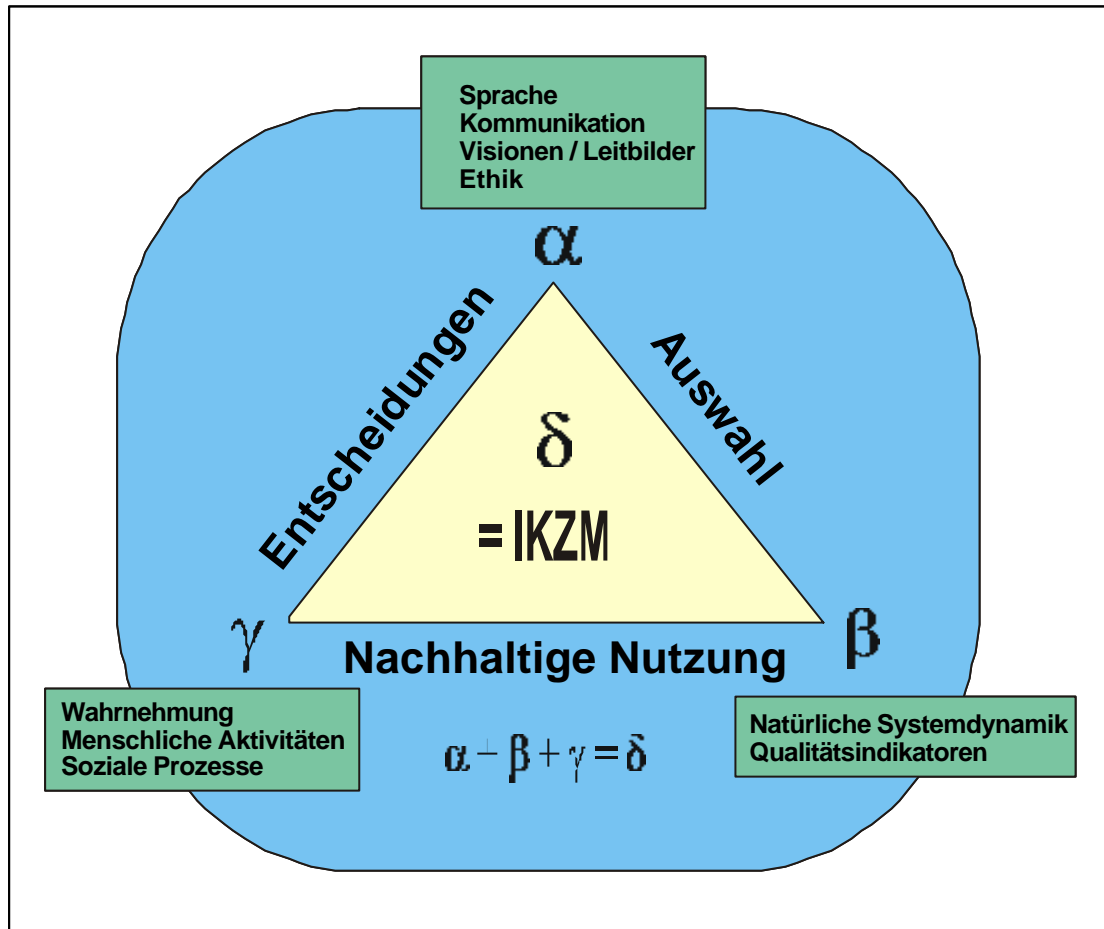 Sprache
Kommunikation
Visionen / Leitbilder
Ethik
α
Entscheidungen
Auswahl
δ
= IKZM
γ
β
Nachhaltige Nutzung
Wahrnehmung
Menschliche Aktivitäten
Soziale Prozesse
Natürliche Systemdynamik
Qualitätsindikatoren
α − β + γ = δ